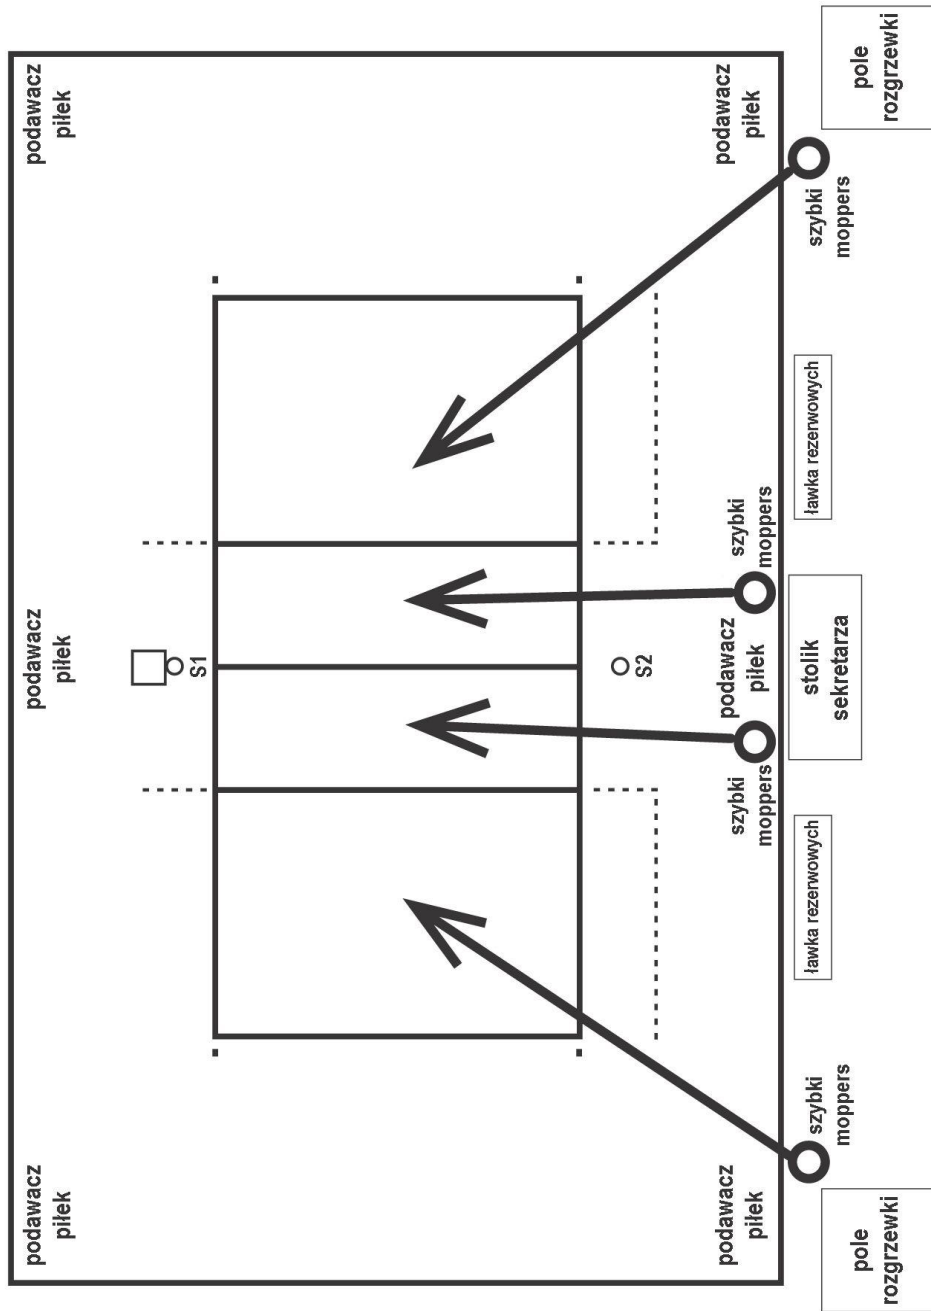 podawacz
piłek
podawacz
piłek
podawacz
piłek
S1
S2
podawacz
piłek
szybki
moppers
podawacz
piłek
szybki
moppers
podawacz
piłek
szybki
moppers
ławka rezerwowych
stolik
sekretarza
ławka rezerwowych
szybki
moppers
pole
rozgrzewki
pole
rozgrzewki